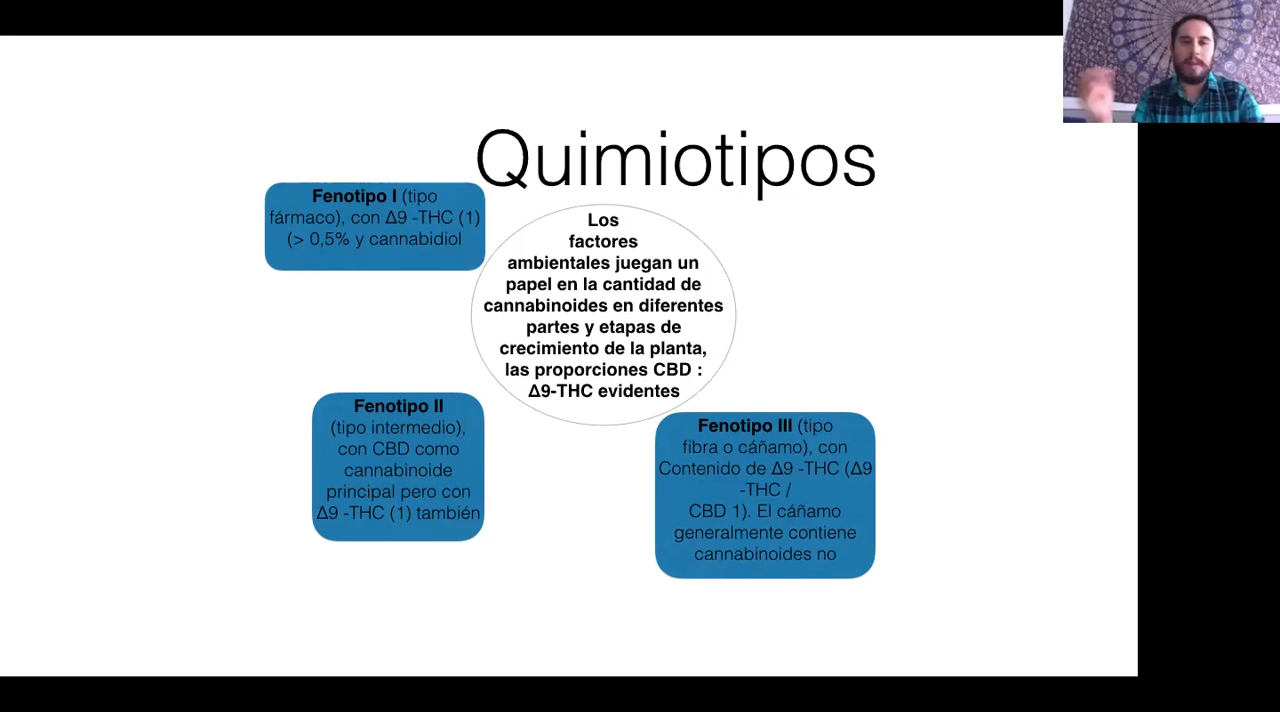 Quimiotipos
Fenotipo I (tipo
fármaco), con Δ9 -THC (1)
(> 0,5% y cannabidiol
Los
factores
ambientales juegan un
papel en la cantidad de
cannabinoides en diferentes
partes y etapas de
crecimiento de la planta,
las proporciones CBD :
Δ9-THC evidentes
Fenotipo II
(tipo intermedio),
con CBD como
cannabinoide
principal pero con
Δ9 -THC (1) también
Fenotipo III (tipo
fibra o cáñamo), con
Contenido de Δ9 -THC (Δ9
-THC /
CBD 1). El cáñamo
generalmente contiene
cannabinoides no